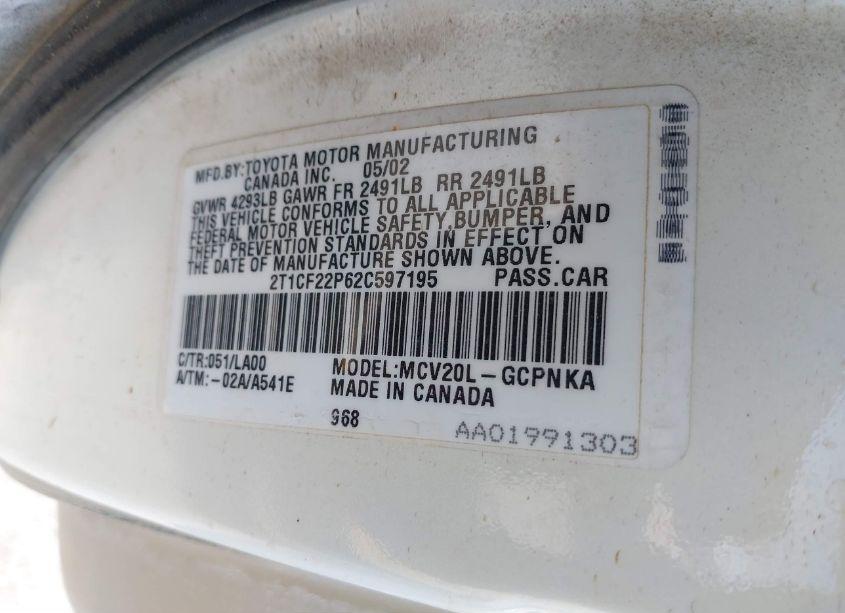 MFD.BY:TOYOTA MOTOR MANUFACTURING
CANADA INC. 05/02
GVWR 4293LB GAWR FR 2491LB RR 2491LB
THIS VEHICLE CONFORMS TO ALL APPLICABLE
FEDERAL MOTOR VEHICLE SAFETY,BUMPER, AND
THEFT PREVENTION STANDARDS IN EFFECT ON
THE DATE OF MANUFACTURE SHOWN ABOVE.
2T1CF22P62C597195 PASS.CAR
C/TR:051/LA00 MODEL:MCV20L-GCPNKA
A/TM:-02A/A541E MADE IN CANADA
968
AA01991303